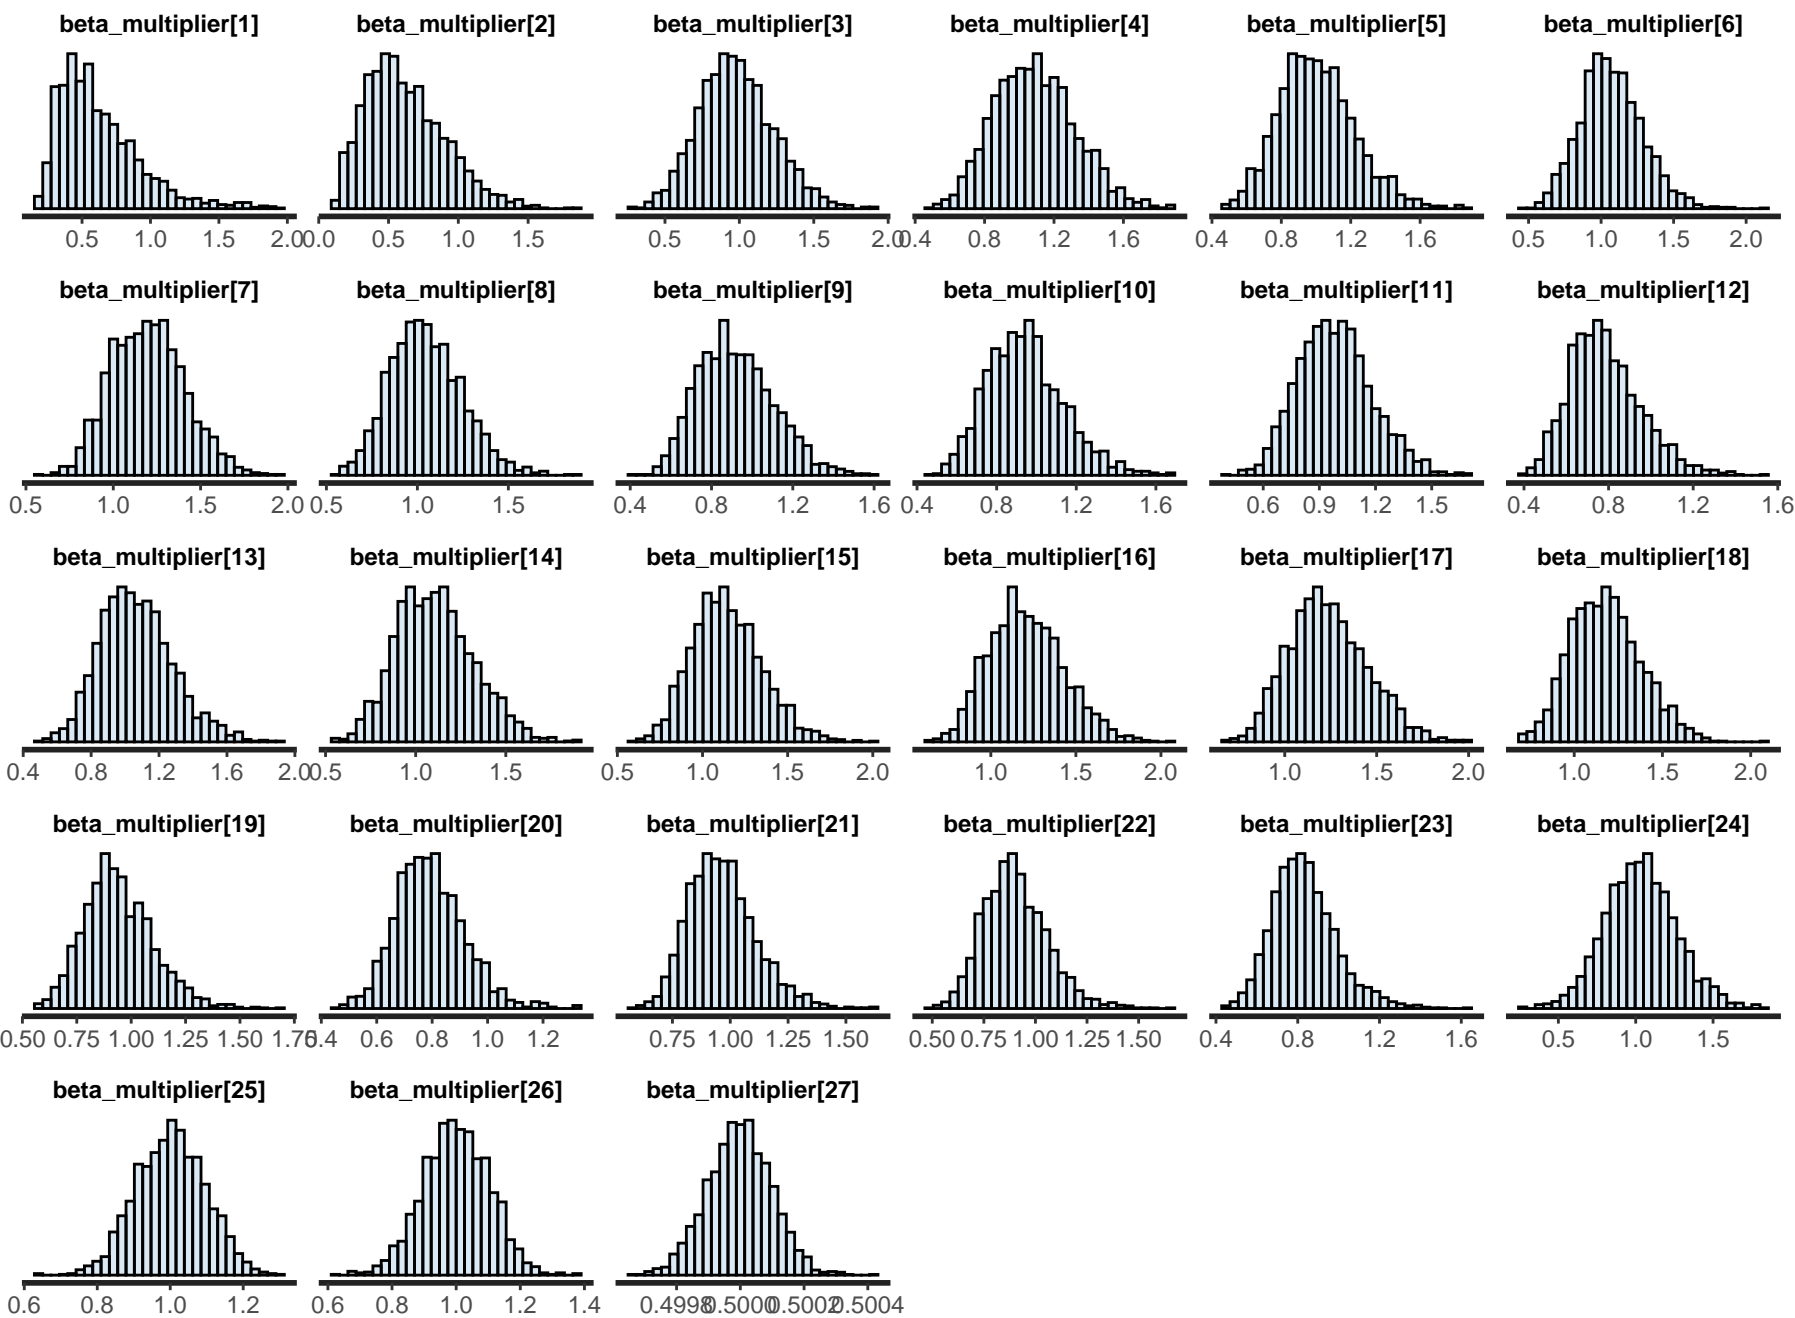 beta_multiplier[1] beta_multiplier[2] beta_multiplier[3] beta_multiplier[4] beta_multiplier[5] beta_multiplier[6]
0.5 1.0 1.5 2.0 0.0 0.5 1.0 1.5 0.5 1.0 1.5 2.0 0.4 0.8 1.2 1.6 0.4 0.8 1.2 1.6 0.5 1.0 1.5 2.0
beta_multiplier[7] beta_multiplier[8] beta_multiplier[9] beta_multiplier[10] beta_multiplier[11] beta_multiplier[12]
0.5 1.0 1.5 2.0 0.5 1.0 1.5 0.4 0.8 1.2 1.6 0.4 0.8 1.2 1.6 0.6 0.9 1.2 1.5 0.4 0.8 1.2 1.6
beta_multiplier[13] beta_multiplier[14] beta_multiplier[15] beta_multiplier[16] beta_multiplier[17] beta_multiplier[18]
0.4 0.8 1.2 1.6 2.0 0.5 1.0 1.5 0.5 1.0 1.5 2.0 1.0 1.5 2.0 1.0 1.5 2.0 1.0 1.5 2.0
beta_multiplier[19] beta_multiplier[20] beta_multiplier[21] beta_multiplier[22] beta_multiplier[23] beta_multiplier[24]
0.50 0.75 1.00 1.25 1.50 1.75 0.4 0.6 0.8 1.0 1.2 0.75 1.00 1.25 1.50 0.50 0.75 1.00 1.25 1.50 0.4 0.8 1.2 1.6 0.5 1.0 1.5
beta_multiplier[25] beta_multiplier[26] beta_multiplier[27]
0.6 0.8 1.0 1.2 0.6 0.8 1.0 1.2 1.4 0.4998 0.5000 0.5002 0.5004